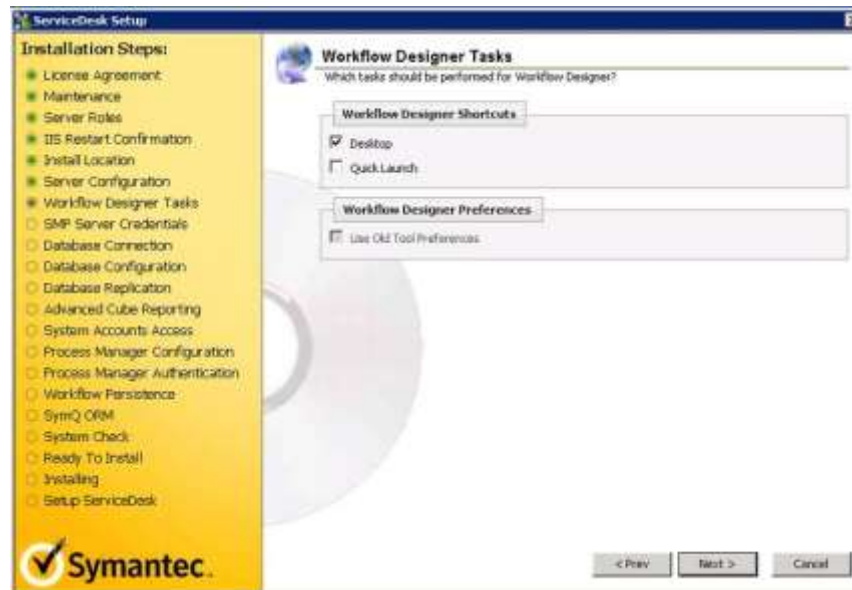 ServiceDesk Setup
Installation Steps:
License Agreement
Maintenance
Server Roles
IIS Restart Confirmation
Install Location
Server Configuration
Workflow Designer Tasks
SMP Server Credentials
Database Connection
Database Configuration
Database Replication
Advanced Cube Reporting
System Accounts Access
Process Manager Configuration
Process Manager Authentication
Workflow Persistence
SymQ ORM
System Check
Ready To Install
Installing
Setup ServiceDesk
Symantec.
Workflow Designer Tasks
Which tasks should be performed for Workflow Designer?
Workflow Designer Shortcuts
Desktop
Quick Launch
Workflow Designer Preferences
Use Old Tool Preferences
< Prev
Next >
Cancel